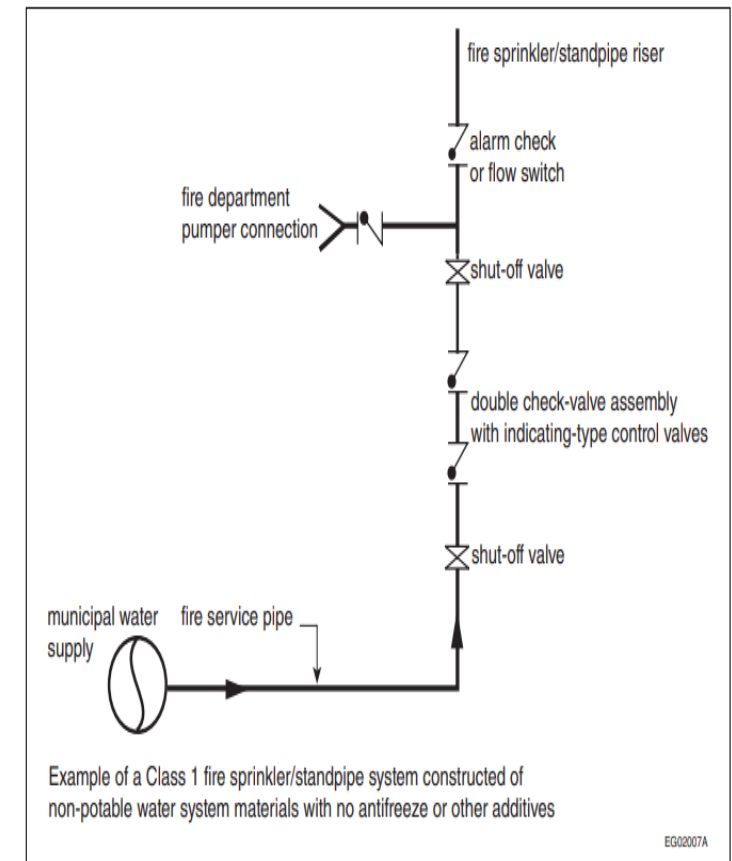 fire sprinkler/standpipe riser
alarm check
or flow switch
fire department
pumper connection
shut-off valve
double check-valve assembly
with indicating-type control valves
shut-off valve
municipal water
supply
fire service pipe
Example of a Class 1 fire sprinkler/standpipe system constructed of
non-potable water system materials with no antifreeze or other additives
EG02007A